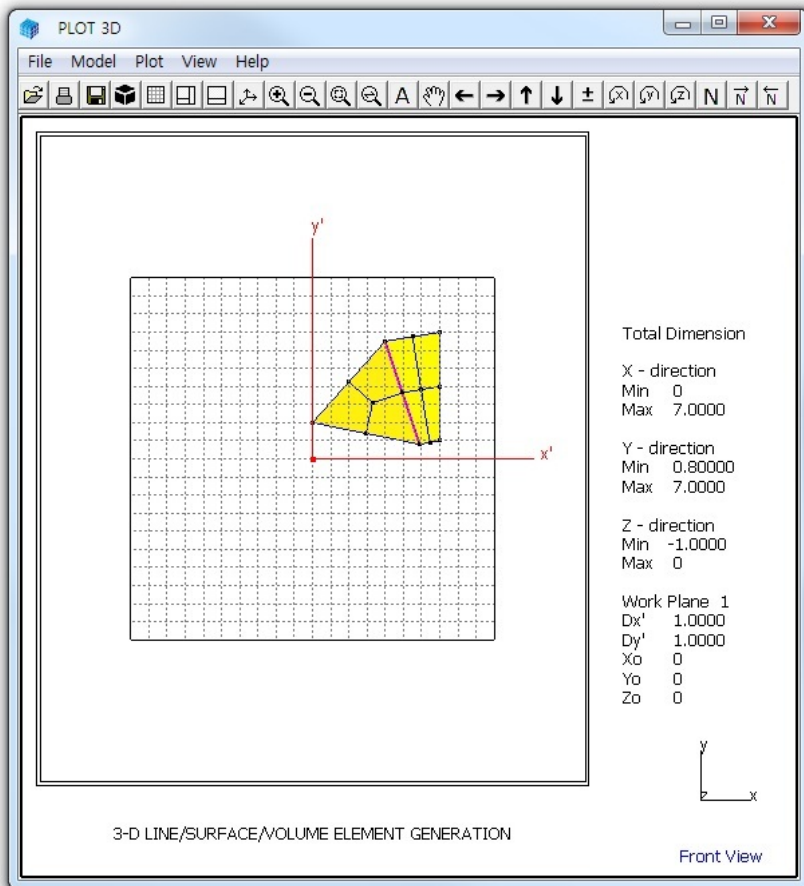 PLOT 3D
File Model Plot View Help
A ± x y z N N N
y'
x'
Total Dimension
X - direction
Min 0
Max 7.0000
Y - direction
Min 0.80000
Max 7.0000
Z - direction
Min -1.0000
Max 0
Work Plane 1
Dx' 1.0000
Dy' 1.0000
Xo 0
Yo 0
Zo 0
y
z x
3-D LINE/SURFACE/VOLUME ELEMENT GENERATION
Front View